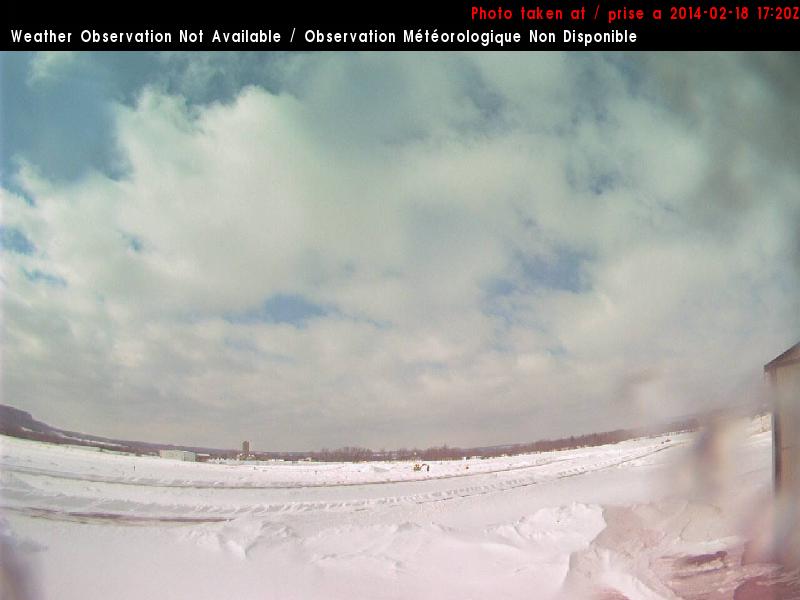 Photo taken at / prise a 2014-02-18 17:20Z
Weather Observation Not Available / Observation Météorologique Non Disponible